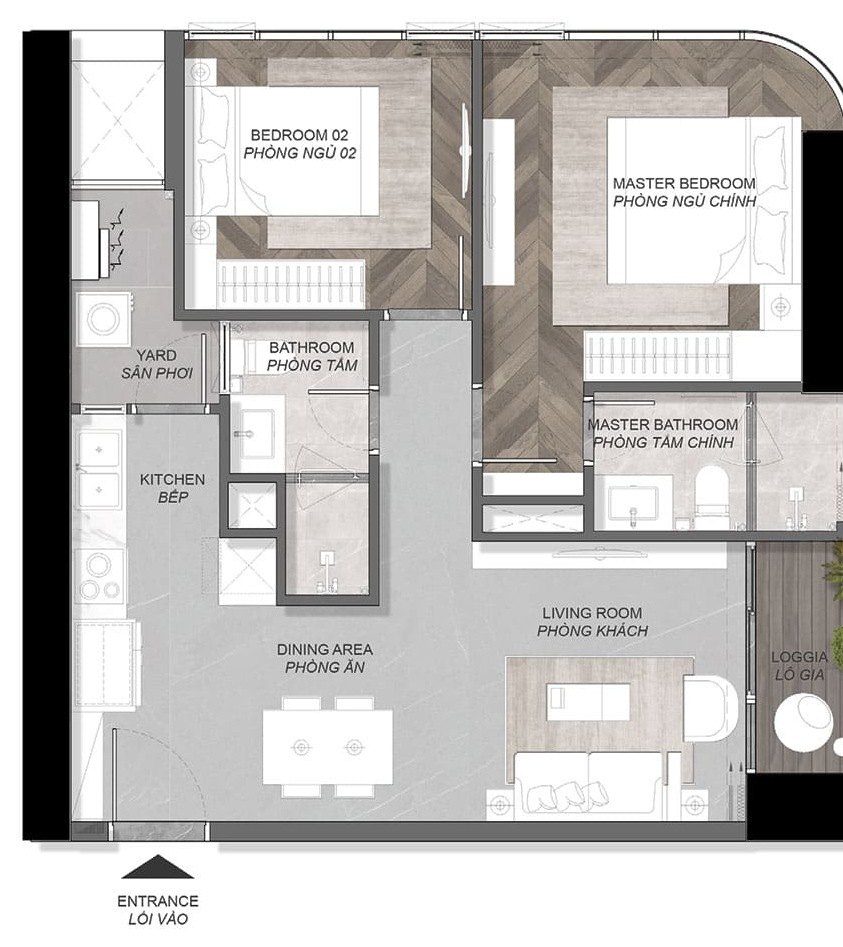 BEDROOM 02
PHÒNG NGỦ 02
MASTER BEDROOM
PHÒNG NGỦ CHÍNH
YARD
SÂN PHƠI
BATHROOM
PHÒNG TẮM
MASTER BATHROOM
PHÒNG TẮM CHÍNH
KITCHEN
BẾP
LIVING ROOM
PHÒNG KHÁCH
DINING AREA
PHÒNG ĂN
LOGGIA
LÔ GIA
ENTRANCE
LỐI VÀO